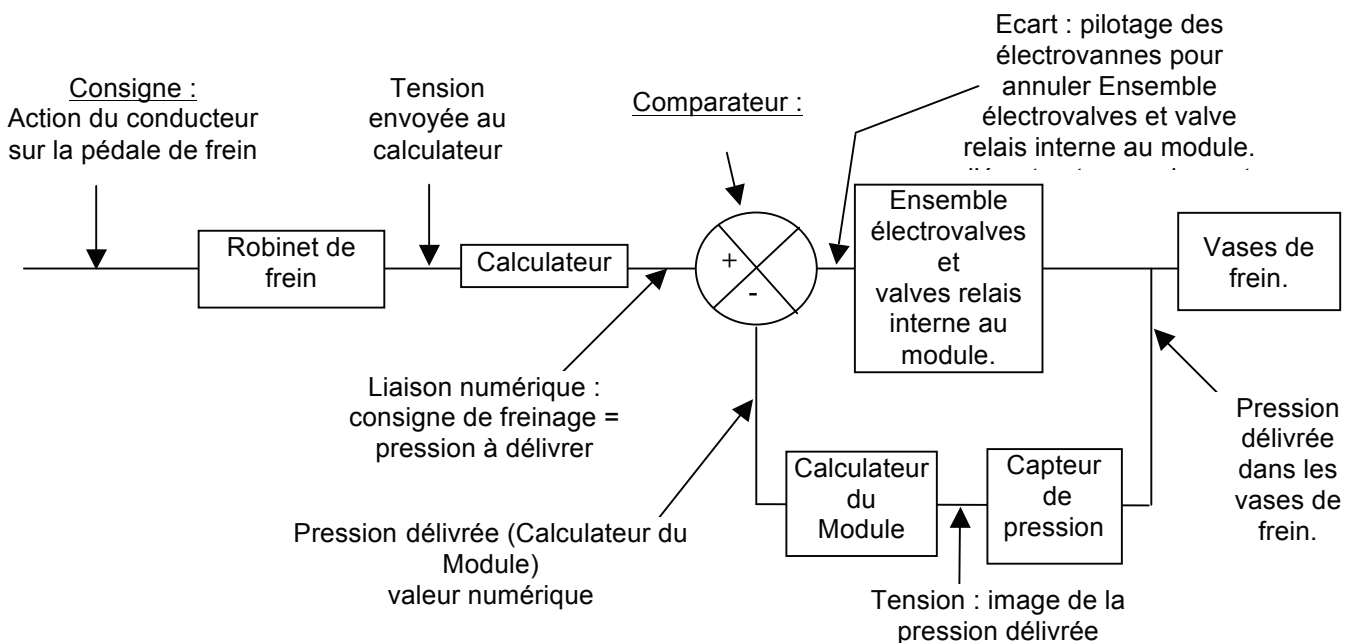 Consigne :
Action du conducteur
sur la pédale de frein
Tension
envoyée au
calculateur
Comparateur :
Ecart : pilotage des
électrovannes pour
annuler Ensemble
électrovalves et valve
relais interne au module.
Robinet de
frein
Calculateur
+
-
Ensemble
électrovalves
et
valves relais
interne au
module.
Vases de
frein.
Liaison numérique :
consigne de freinage =
pression à délivrer
Pression
délivrée
dans les
vases de
frein.
Calculateur
du
Module
Capteur
de
pression
Pression délivrée (Calculateur du
Module)
valeur numérique
Tension : image de la
pression délivrée